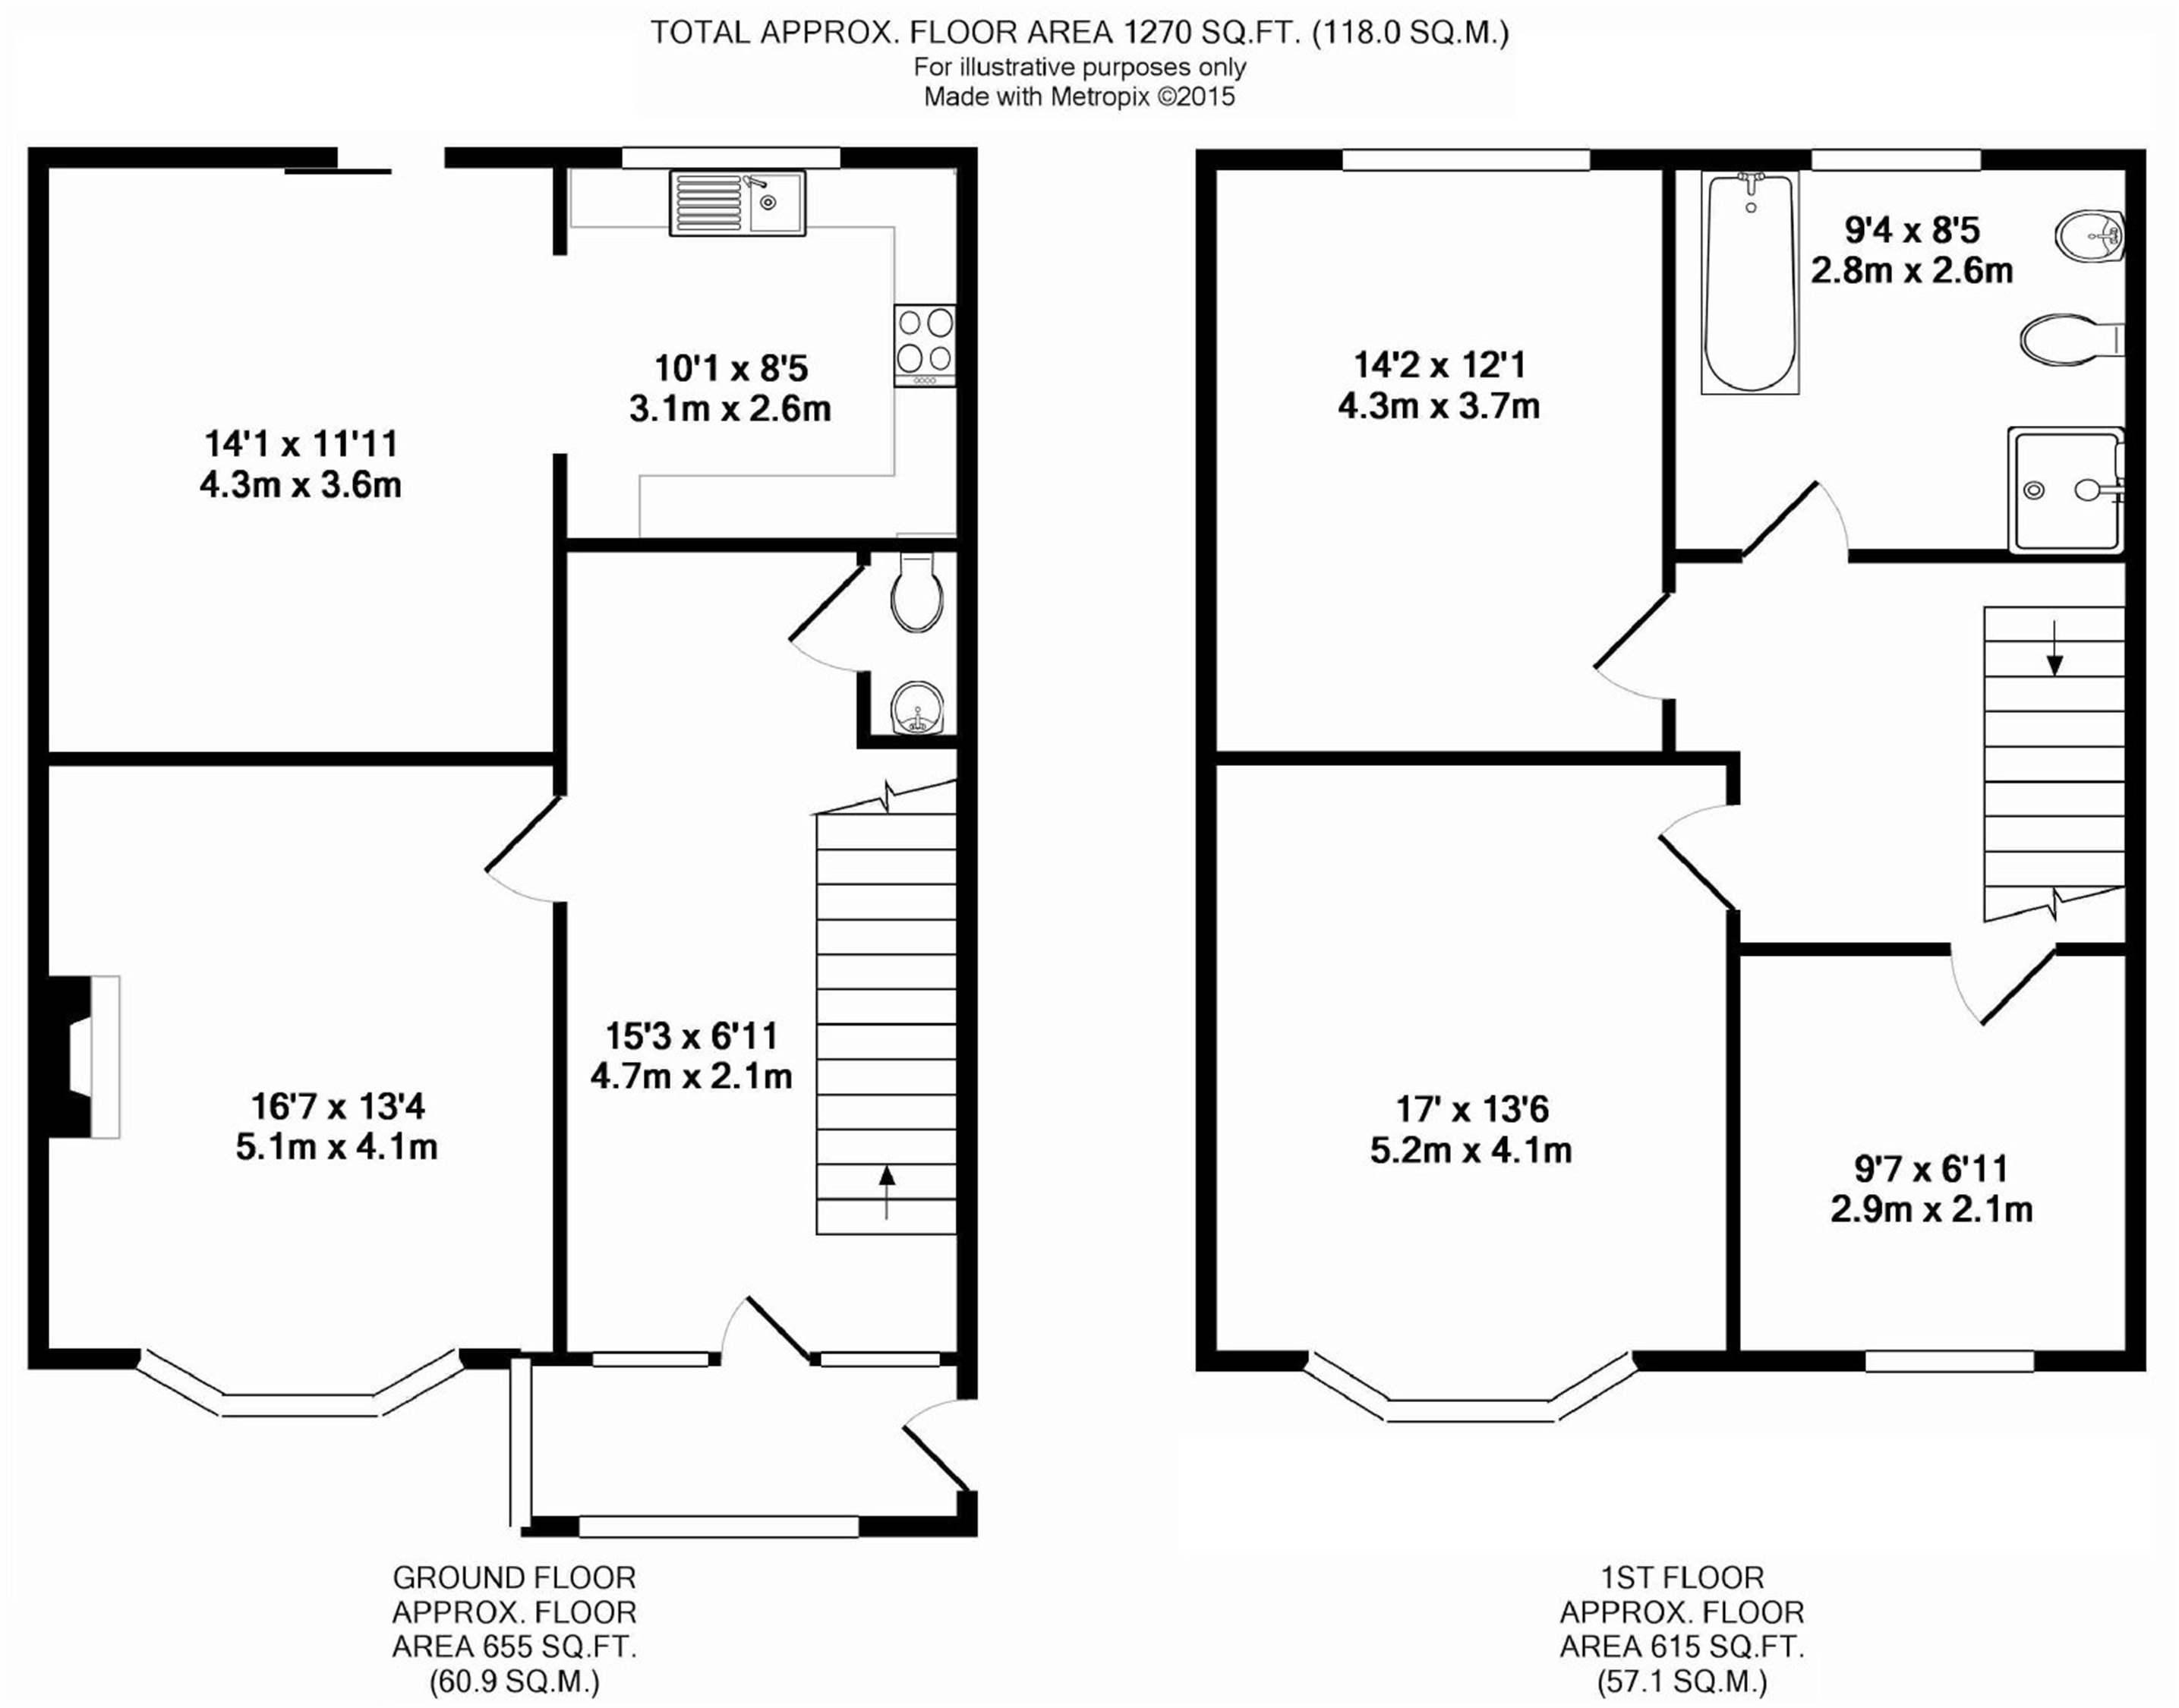 TOTAL APPROX. FLOOR AREA 1270 SQ.FT. (118.0 SQ.M.)
For illustrative purposes only
Made with Metropix ©2015
14'1 x 11'11
4.3m x 3.6m
10'1 x 8'5
3.1m x 2.6m
16'7 x 13'4
5.1m x 4.1m
15'3 x 6'11
4.7m x 2.1m
GROUND FLOOR
APPROX. FLOOR
AREA 655 SQ.FT.
(60.9 SQ.M.)
14'2 x 12'1
4.3m x 3.7m
9'4 x 8'5
2.8m x 2.6m
17' x 13'6
5.2m x 4.1m
9'7 x 6'11
2.9m x 2.1m
1ST FLOOR
APPROX. FLOOR
AREA 615 SQ.FT.
(57.1 SQ.M.)